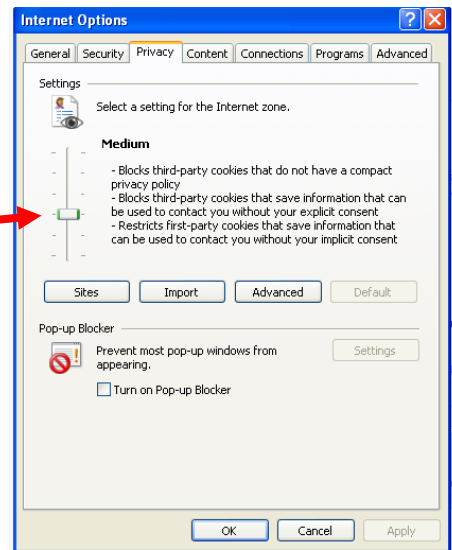 Internet Options
General Security Privacy Content Connections Programs Advanced
Settings
Select a setting for the Internet zone.
Medium
- Blocks third-party cookies that do not have a compact
privacy policy
- Blocks third-party cookies that save information that can
be used to contact you without your explicit consent
- Restricts first-party cookies that save information that
can be used to contact you without your implicit consent
Sites Import Advanced Default
Pop-up Blocker
Prevent most pop-up windows from Settings
appearing.
Turn on Pop-up Blocker
OK Cancel Apply